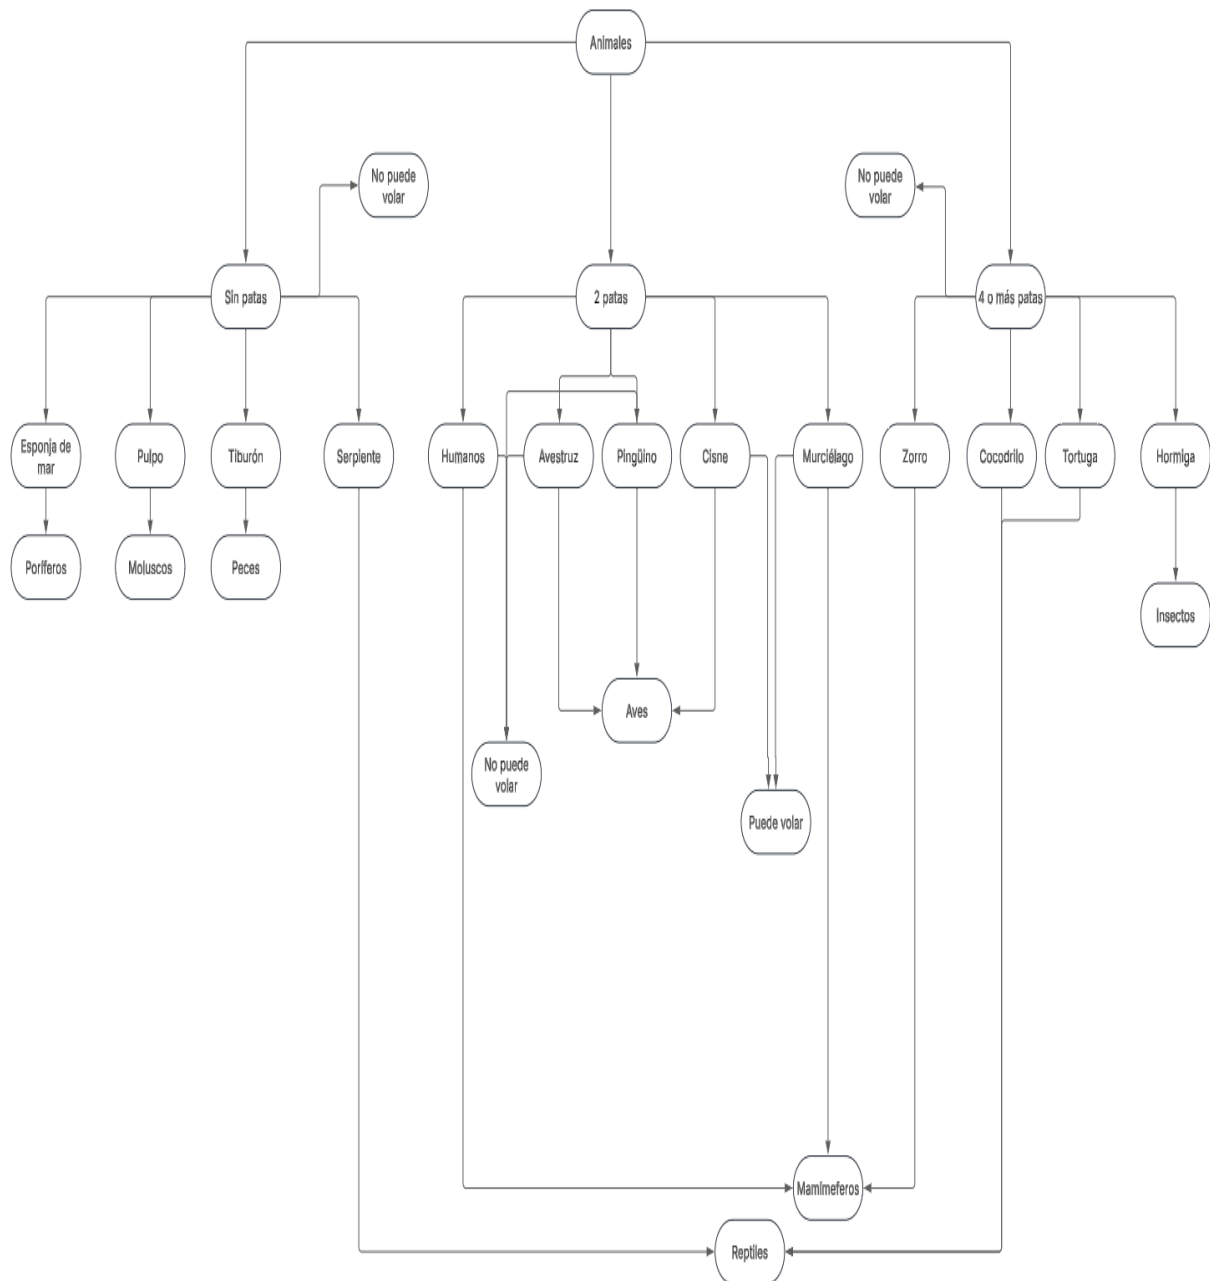 Animales
No puede
volar
No puede
volar
Sin patas
2 patas
4 o más patas
Esponja de
mar
Pulpo
Tiburón
Serpiente
Humanos
Avestruz
Pingüino
Cisne
Murciélago
Zorro
Cocodrilo
Tortuga
Hormiga
Poríferos
Moluscos
Peces
Insectos
Aves
No puede
volar
Puede volar
Mamímeferos
Reptiles